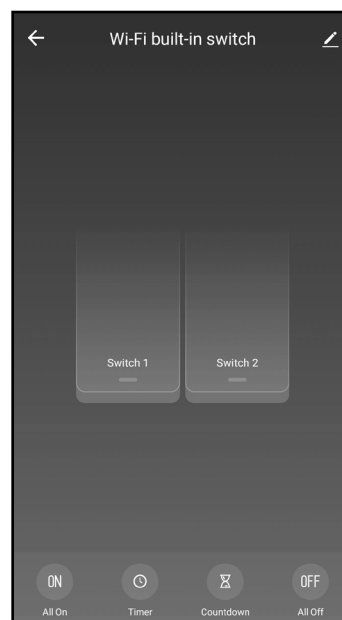 Wi-Fi built-in switch
Switch 1 Switch 2
ON OFF
All On Timer Countdown All Off